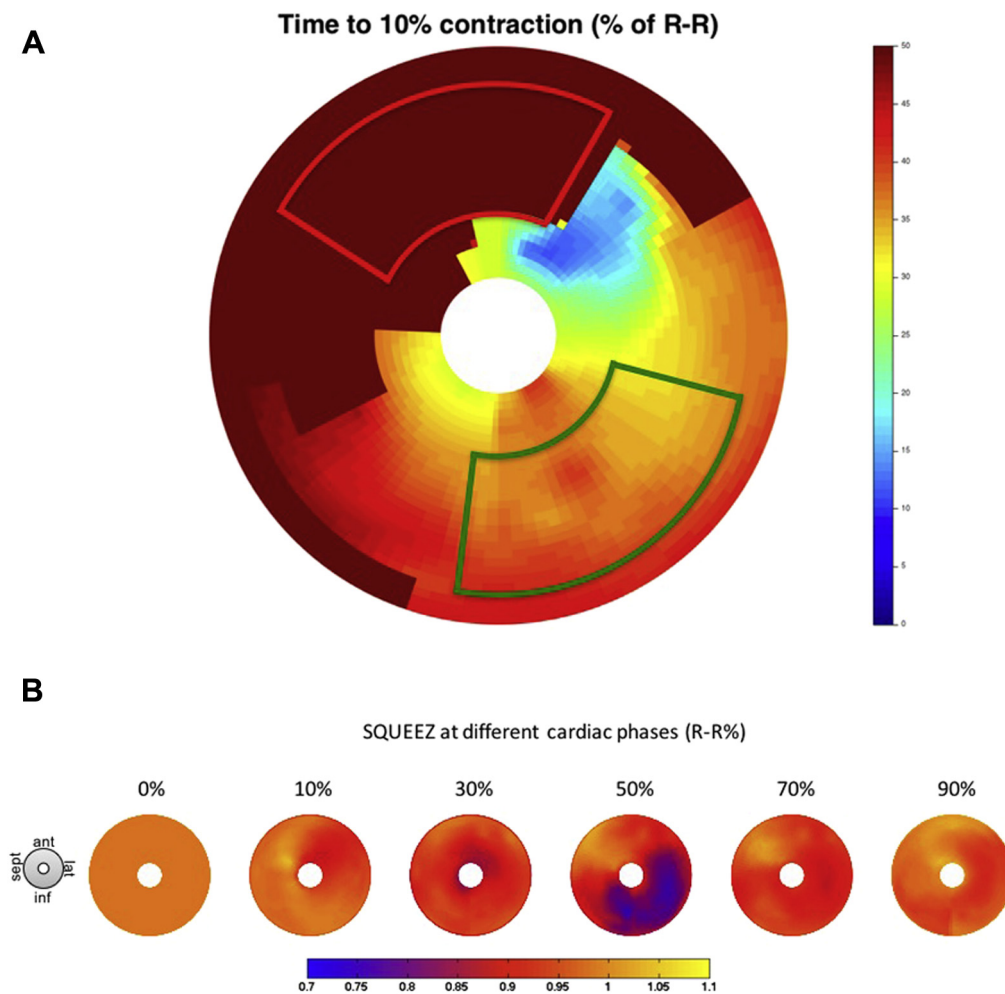 A
Time to 10% contraction (% of R-R)
50
45
40
35
30
25
20
15
10
5
0
B
SQUEEZ at different cardiac phases (R-R%)
0% 10% 30% 50% 70% 90%
ant
sept lat
inf
0.7 0.75 0.8 0.85 0.9 0.95 1 1.05 1.1